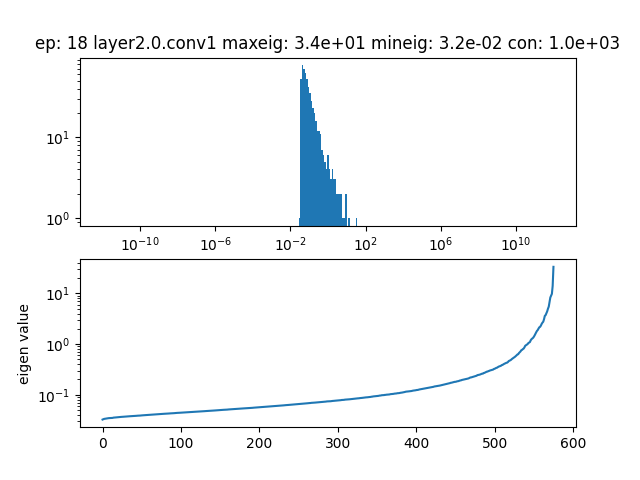 ep: 18 layer2.0.conv1 maxeig: 3.4e+01 mineig: 3.2e-02 con: 1.0e+03
10¹
10⁰
10⁻¹⁰ 10⁻⁶ 10⁻² 10² 10⁶ 10¹⁰
eigen value
10¹
10⁰
10⁻¹
0 100 200 300 400 500 600